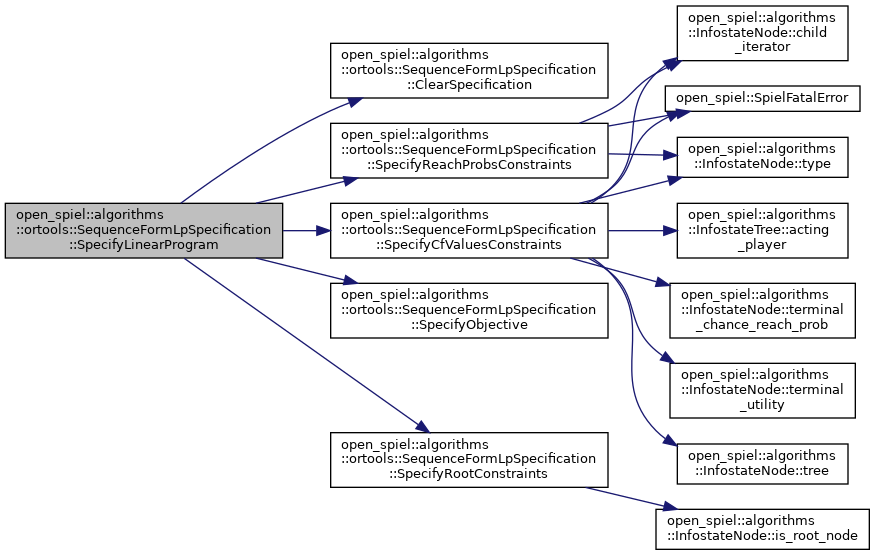 open_spiel::algorithms
::ortools::SequenceFormLpSpecification
::SpecifyLinearProgram
open_spiel::algorithms
::ortools::SequenceFormLpSpecification
::ClearSpecification
open_spiel::algorithms
::ortools::SequenceFormLpSpecification
::SpecifyReachProbsConstraints
open_spiel::algorithms
::ortools::SequenceFormLpSpecification
::SpecifyCfValuesConstraints
open_spiel::algorithms
::ortools::SequenceFormLpSpecification
::SpecifyObjective
open_spiel::algorithms
::ortools::SequenceFormLpSpecification
::SpecifyRootConstraints
open_spiel::algorithms
::InfostateNode::child
_iterator
open_spiel::SpielFatalError
open_spiel::algorithms
::InfostateNode::type
open_spiel::algorithms
::InfostateTree::acting
_player
open_spiel::algorithms
::InfostateNode::terminal
_chance_reach_prob
open_spiel::algorithms
::InfostateNode::terminal
_utility
open_spiel::algorithms
::InfostateNode::tree
open_spiel::algorithms
::InfostateNode::is_root_node